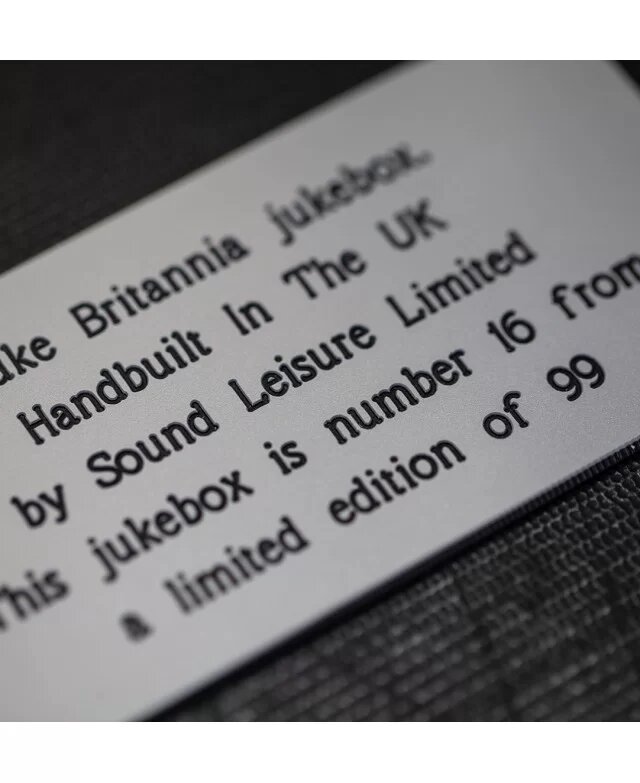 uke Britannia jukebox.
Handbuilt In The UK
by Sound Leisure Limited
This jukebox is number 16 from
a limited edition of 99